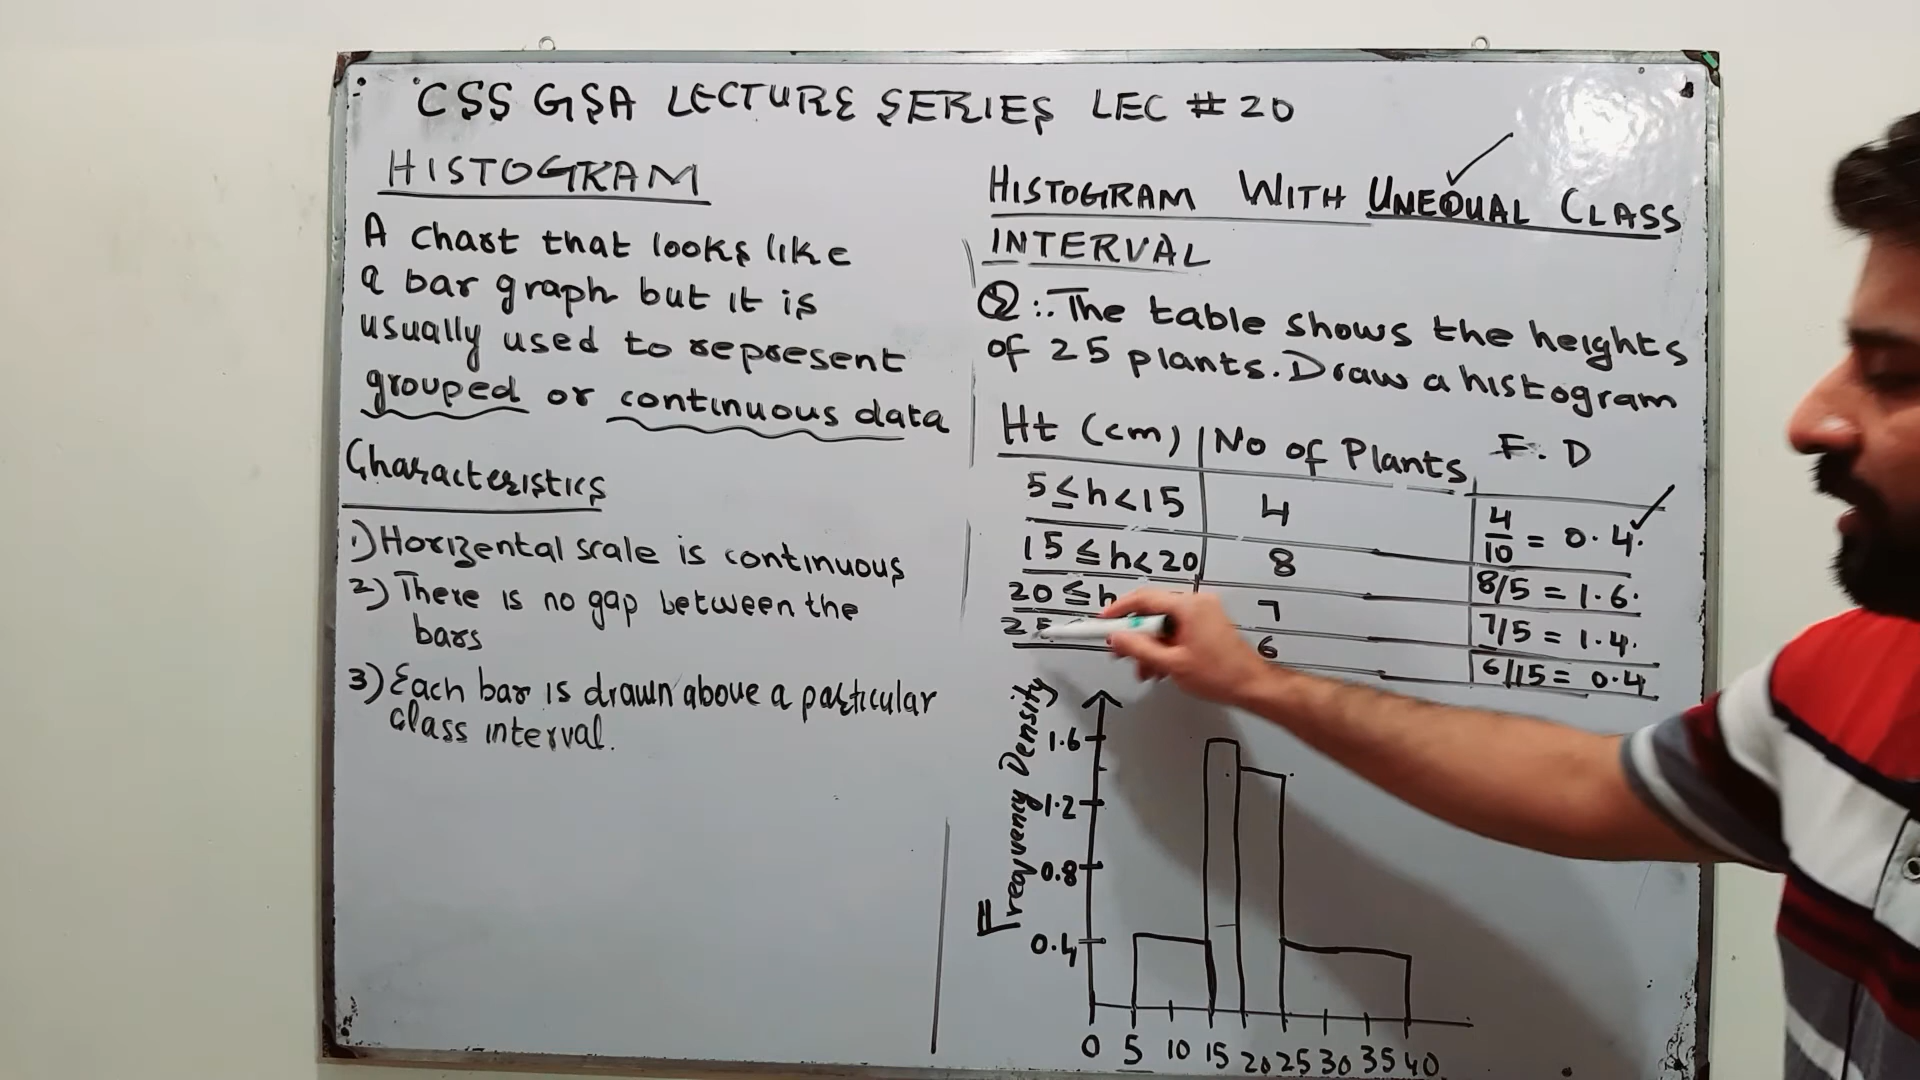 CSS GSA LECTURE SERIES LEC # 20
HISTOGRAM
A chart that looks like
a bar graph but it is
usually used to represent
grouped or continuous data
Characteristics
1) Horizental scale is continuous
2) There is no gap between the
bars
3) Each bar is drawn above a particular
class interval.
HISTOGRAM WITH UNEQUAL CLASS
INTERVAL
Q:. The table shows the heights
of 25 plants. Draw a histogram
Ht (cm) No of Plants F. D
5 ≤ h < 15 4 4/10 = 0.4.
15 ≤ h < 20 8 8/5 = 1.6.
20 ≤ h 7 7/5 = 1.4.
25 6 6/15 = 0.4
Frequency Density
1.6
1.2
0.8
0.4
0 5 10 15 20 25 30 35 40